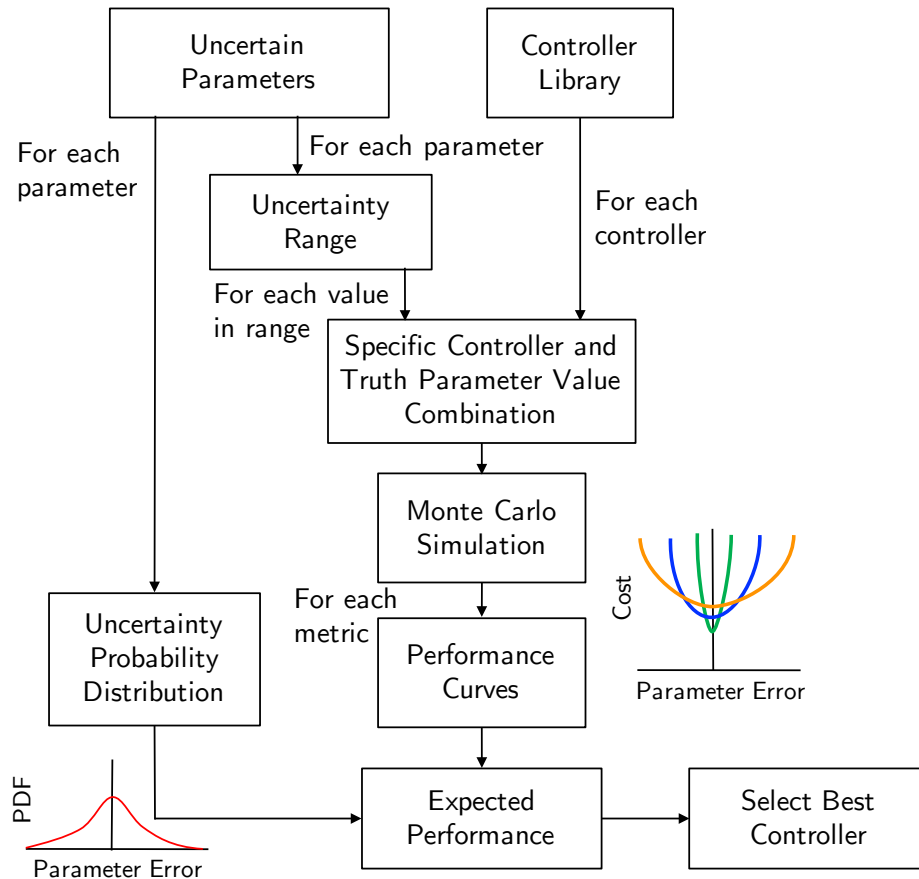 Uncertain
Parameters
Controller
Library
For each
parameter
For each parameter
Uncertainty
Range
For each
controller
For each value
in range
Specific Controller and
Truth Parameter Value
Combination
Monte Carlo
Simulation
For each
metric
Cost
Parameter Error
Uncertainty
Probability
Distribution
Performance
Curves
PDF
Parameter Error
Expected
Performance
Select Best
Controller